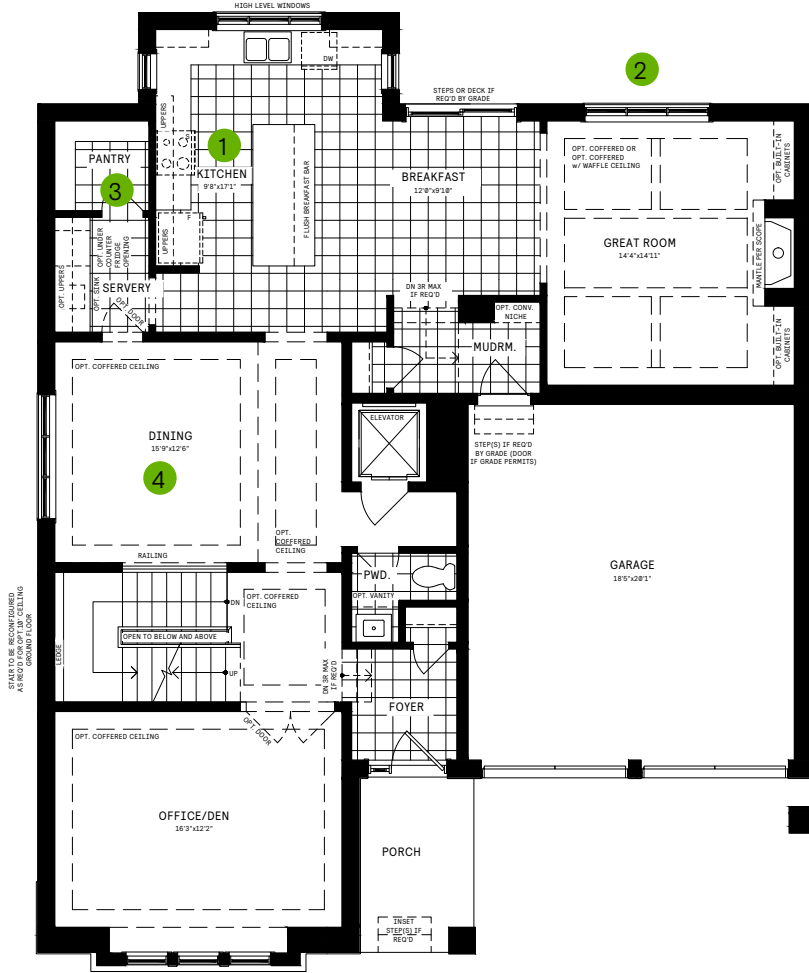 HIGH LEVEL WINDOWS
DW
2
STEPS OR DECK IF
REQ'D BY GRADE
UPPERS
1
KITCHEN
9'8"x17'1"
FLUSH BREAKFAST BAR
BREAKFAST
12'0"x9'10"
OPT. COFFERED OR
OPT. COFFERED
w/ WAFFLE CEILING
OPT. BUILT-IN
CABINETS
PANTRY
3
F
UPPERS
GREAT ROOM
14'4"x14'11"
MANTLE PER SCOPE
OPT. UPPERS
OPT. SINK
OPT. UNDER
COUNTER
FRIDGE
OPENING
SERVERY
OPT. DOOR
DN 3R MAX
IF REQ'D
OPT. CONV.
NICHE
MUDRM.
OPT. BUILT-IN
CABINETS
OPT. COFFERED CEILING
DINING
15'9"x12'6"
4
ELEVATOR
STEP(S) IF REQ'D
BY GRADE (DOOR
IF GRADE PERMITS)
OPT.
COFFERED
CEILING
RAILING
PWD.
OPT. VANITY
GARAGE
18'5"x20'1"
STAIR TO BE RECONFIGURED
AS REQ'D FOR OPT.10' CEILING
GROUND FLOOR
LEDGE
DN
OPT. COFFERED
CEILING
OPEN TO BELOW AND ABOVE
UP
DN 3R MAX
IF REQ'D
FOYER
OPT. DOOR
OPT. COFFERED CEILING
OFFICE/DEN
16'3"x12'2"
PORCH
INSET
STEP(S) IF
REQ'D